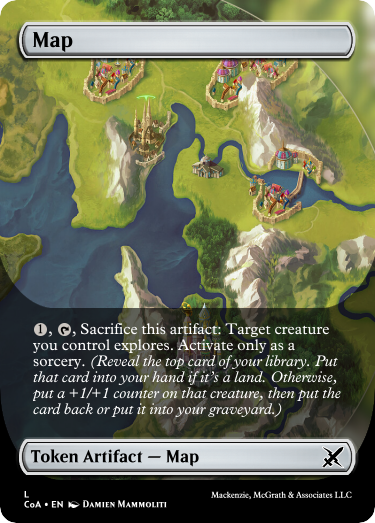 Map
1, T, Sacrifice this artifact: Target creature
you control explores. Activate only as a
sorcery. (Reveal the top card of your library. Put
that card into your hand if it's a land. Otherwise,
put a +1/+1 counter on that creature, then put the
card back or put it into your graveyard.)
Token Artifact — Map
L
CoA • EN Damien Mammoliti
Mackenzie, McGrath & Associates LLC